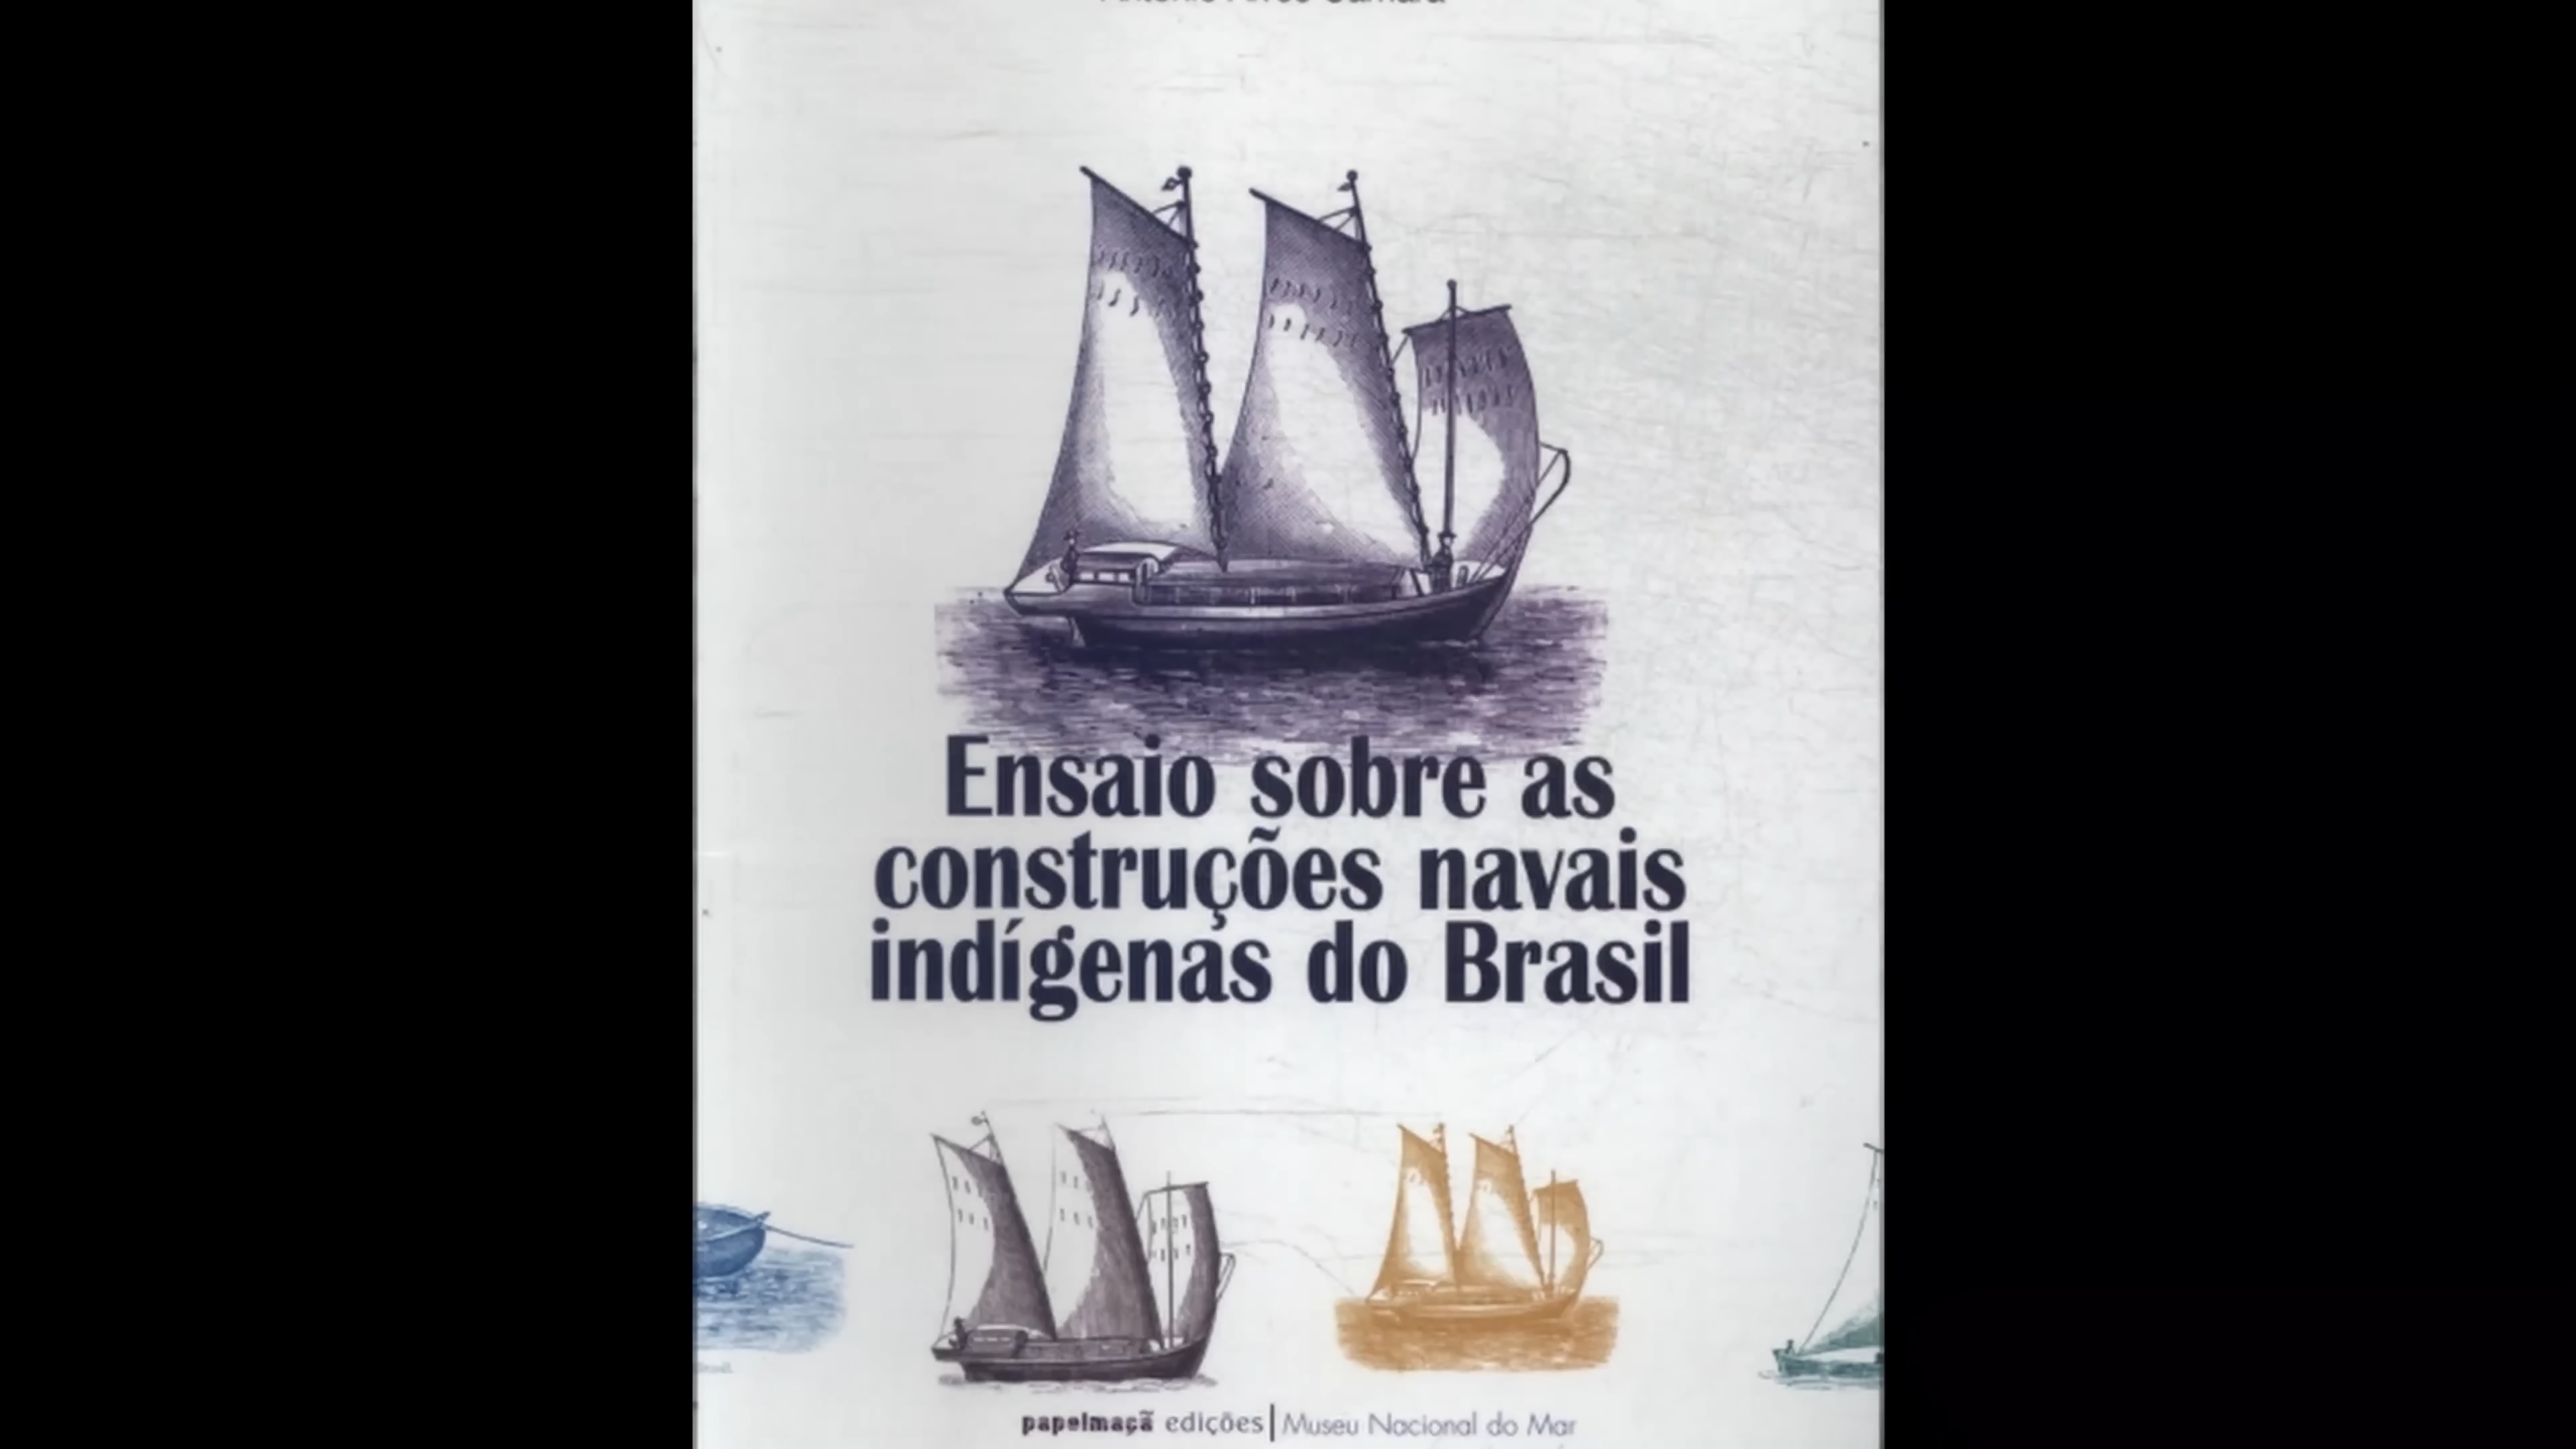 Ensaio sobre as
construções navais
indígenas do Brasil
papelmaçã edições | Museu Nacional do Mar